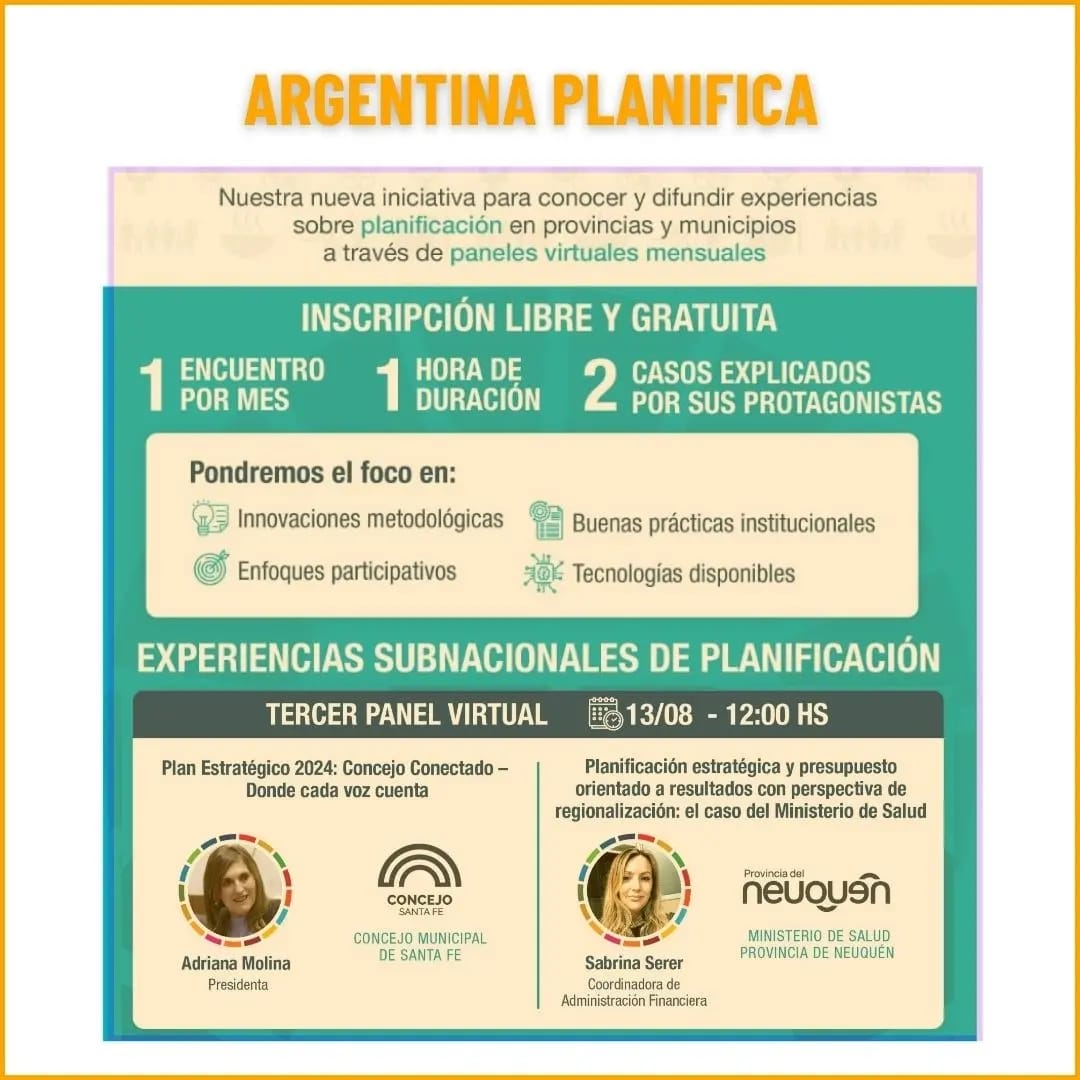 ARGENTINA PLANIFICA
Nuestra nueva iniciativa para conocer y difundir experiencias
sobre planificación en provincias y municipios
a través de paneles virtuales mensuales
INSCRIPCIÓN LIBRE Y GRATUITA
1 ENCUENTRO
POR MES
1 HORA DE
DURACIÓN
2 CASOS EXPLICADOS
POR SUS PROTAGONISTAS
Pondremos el foco en:
Innovaciones metodológicas
Buenas prácticas institucionales
Enfoques participativos
Tecnologías disponibles
EXPERIENCIAS SUBNACIONALES DE PLANIFICACIÓN
TERCER PANEL VIRTUAL 13/08 - 12:00 HS
Plan Estratégico 2024: Concejo Conectado –
Donde cada voz cuenta
CONCEJO
SANTA FE
CONCEJO MUNICIPAL
DE SANTA FE
Adriana Molina
Presidenta
Planificación estratégica y presupuesto
orientado a resultados con perspectiva de
regionalización: el caso del Ministerio de Salud
Provincia del
neuquén
MINISTERIO DE SALUD
PROVINCIA DE NEUQUÉN
Sabrina Serer
Coordinadora de
Administración Financiera